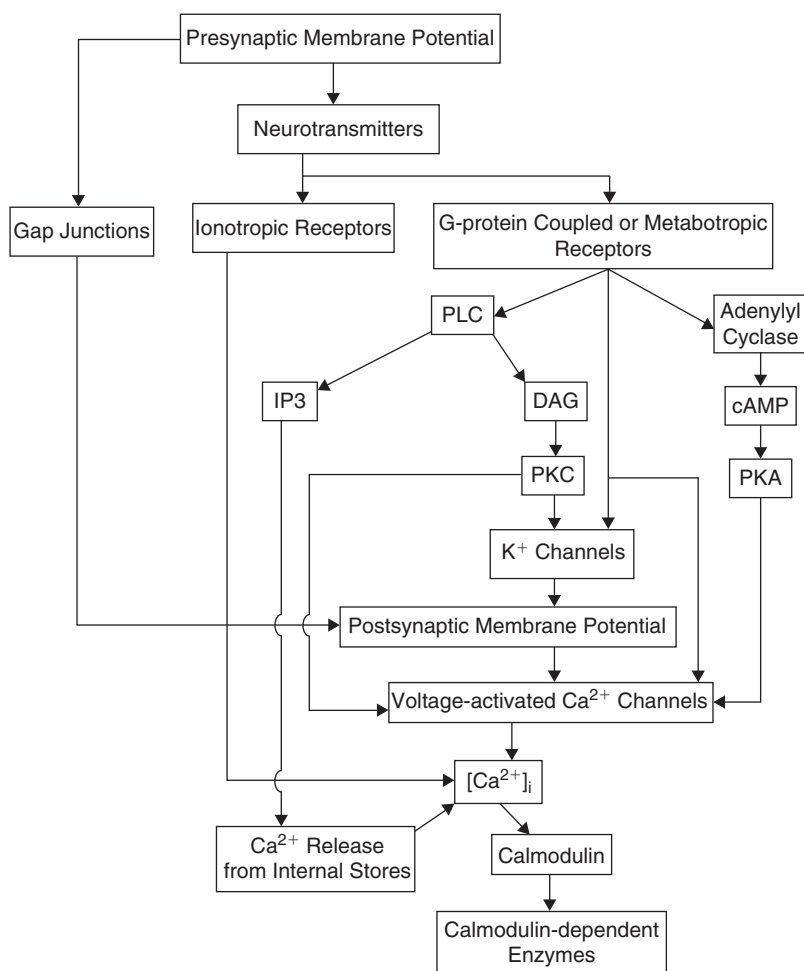 Presynaptic Membrane Potential
Neurotransmitters
Gap Junctions
Ionotropic Receptors
G-protein Coupled or Metabotropic
Receptors
PLC
Adenylyl
Cyclase
IP3
DAG
cAMP
PKC
PKA
K⁺ Channels
Postsynaptic Membrane Potential
Voltage-activated Ca²⁺ Channels
[Ca²⁺]ᵢ
Ca²⁺ Release
from Internal Stores
Calmodulin
Calmodulin-dependent
Enzymes